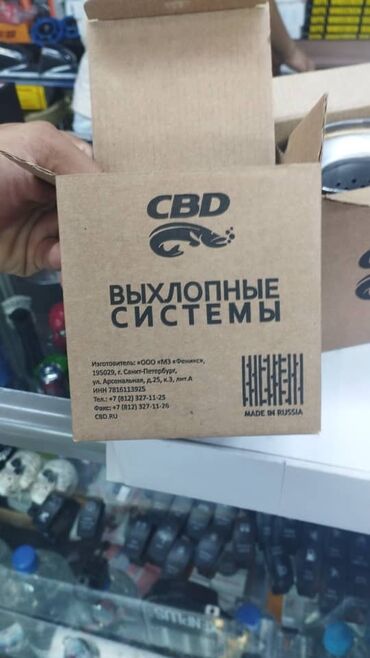 CBD
ВЫХЛОПНЫЕ
СИСТЕМЫ
Изготовитель: «ООО «МЗ «Феникс»,
195029, г. Санкт-Петербург,
ул. Арсенальная, д.25, к.3, лит.А
ИНН 7816113925
Тел.: +7 (812) 327-11-25
Факс: +7 (812) 327-11-26
CBD.RU
MADE IN RUSSIA